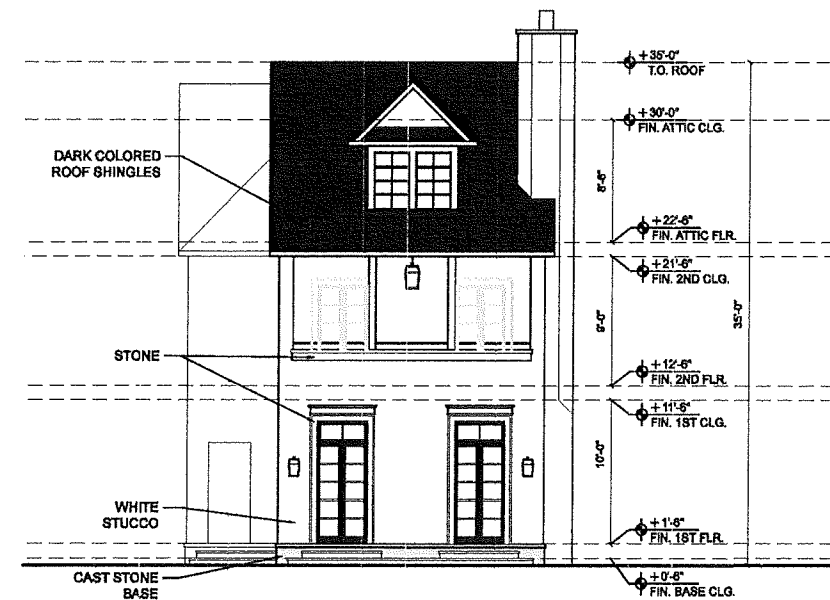 +35'-0"
T.O. ROOF
+30'-0"
FIN. ATTIC CLG.
DARK COLORED
ROOF SHINGLES
8'-6"
+22'-6"
FIN. ATTIC FLR.
+21'-6"
FIN. 2ND CLG.
9'-0"
35'-0"
STONE
+12'-6"
FIN. 2ND FLR.
+11'-6"
FIN. 1ST CLG.
10'-0"
WHITE
STUCCO
+1'-6"
FIN. 1ST FLR.
CAST STONE
BASE
+0'-6"
FIN. BASE CLG.